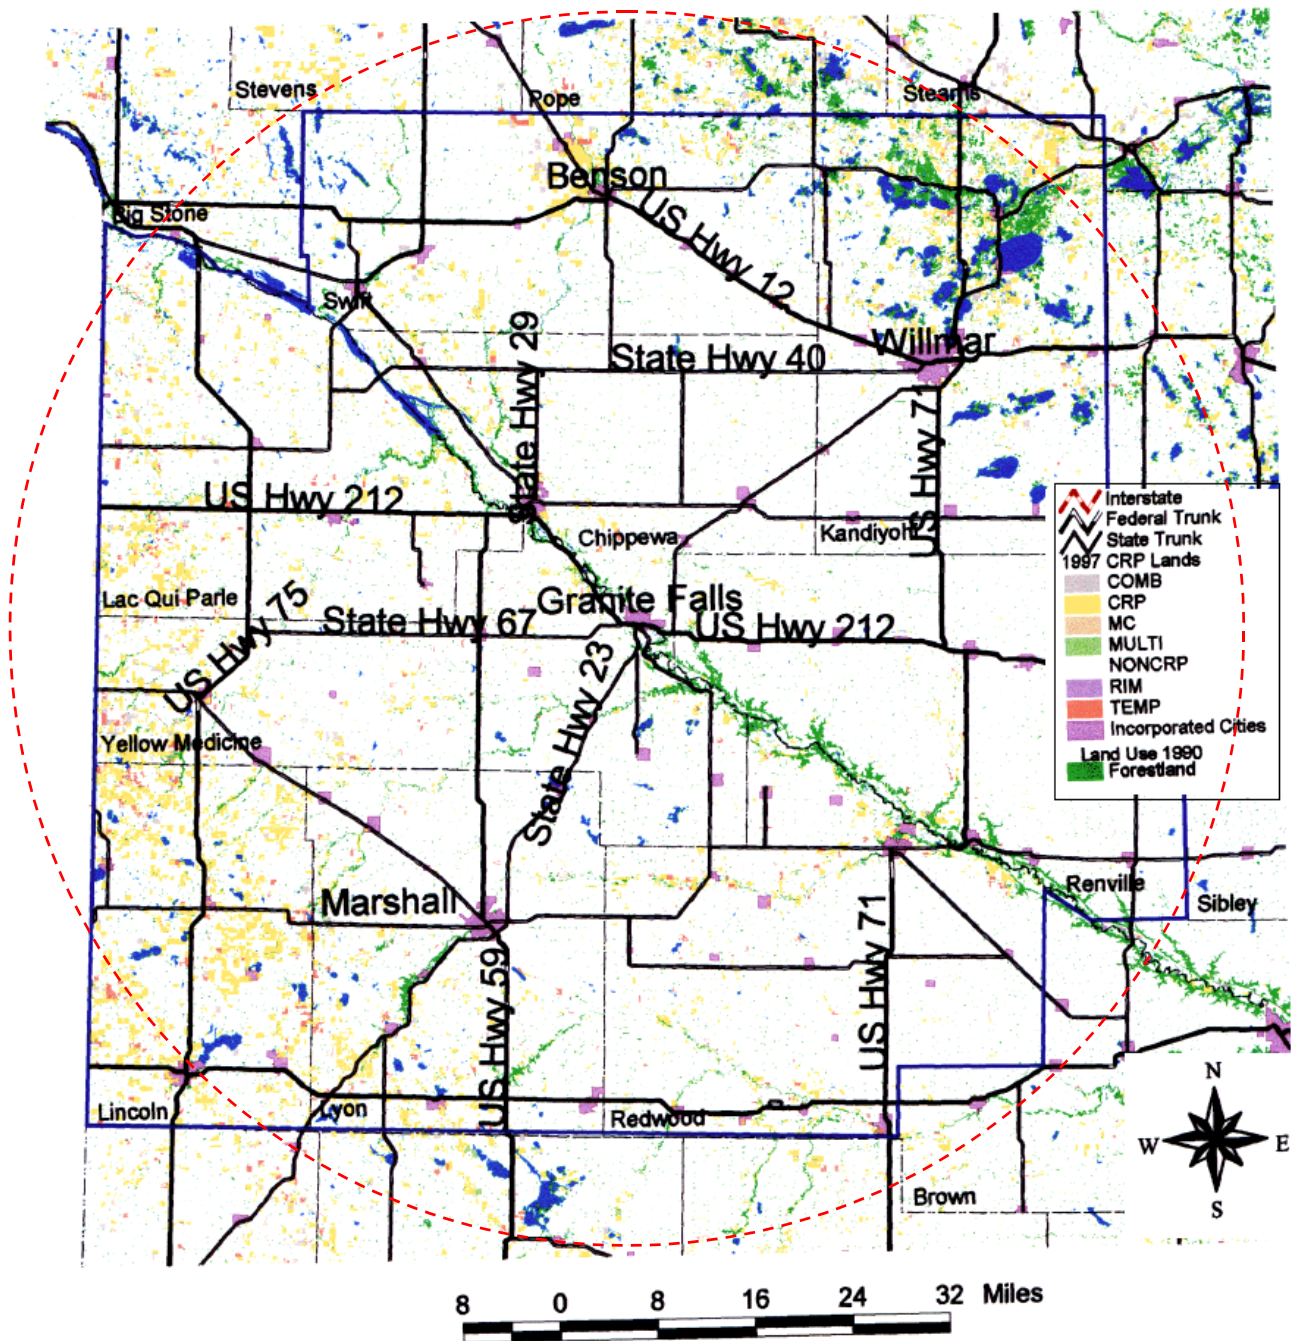 Stevens
Pope
Stearns
Benson
Big Stone
US Hwy 12
Swift
State Hwy 29
Willmar
State Hwy 40
US Hwy 71
US Hwy 212
Chippewa
Kandiyohi
Interstate
Federal Trunk
State Trunk
1997 CRP Lands
COMB
CRP
MC
MULTI
NONCRP
RIM
TEMP
Incorporated Cities
Land Use 1990
Forestland
Lac Qui Parle
US Hwy 75
State Hwy 67
Granite Falls
US Hwy 212
State Hwy 23
Yellow Medicine
Marshall
US Hwy 59
US Hwy 71
Renville
Sibley
Lincoln
Lyon
Redwood
Brown
N
W
E
S
8 0 8 16 24 32 Miles